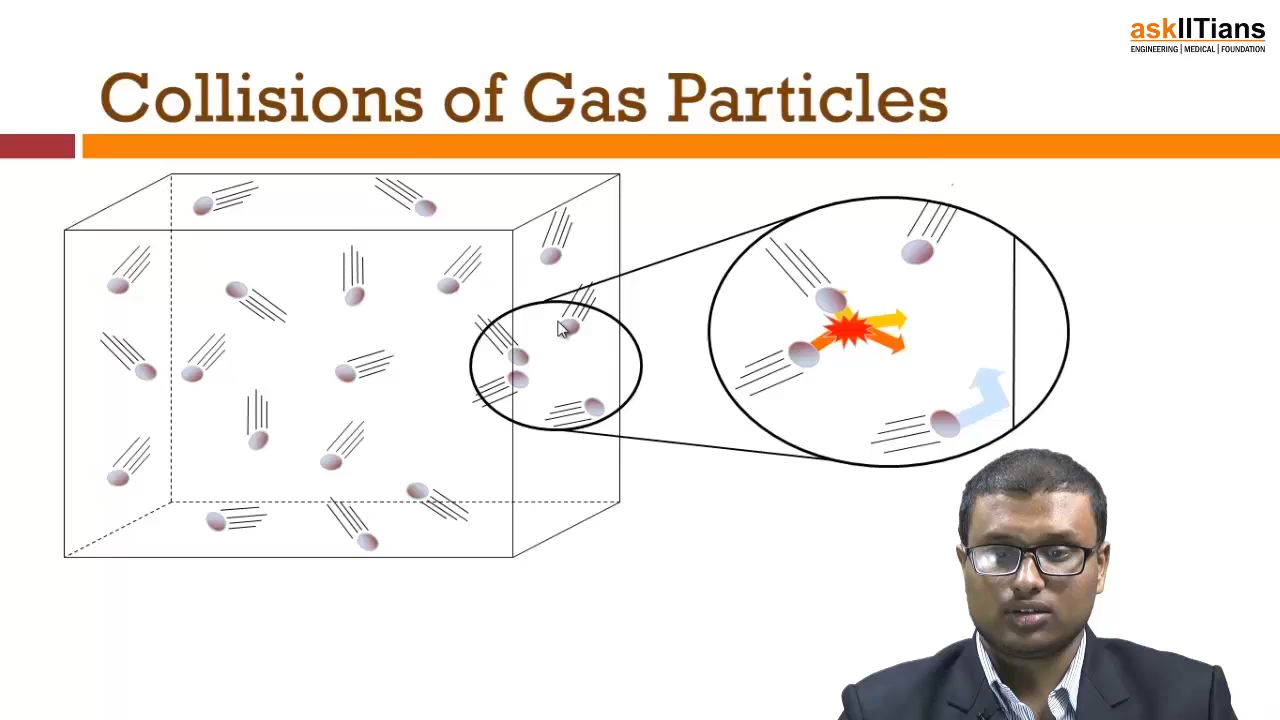 askIITians
ENGINEERING | MEDICAL | FOUNDATION
Collisions of Gas Particles